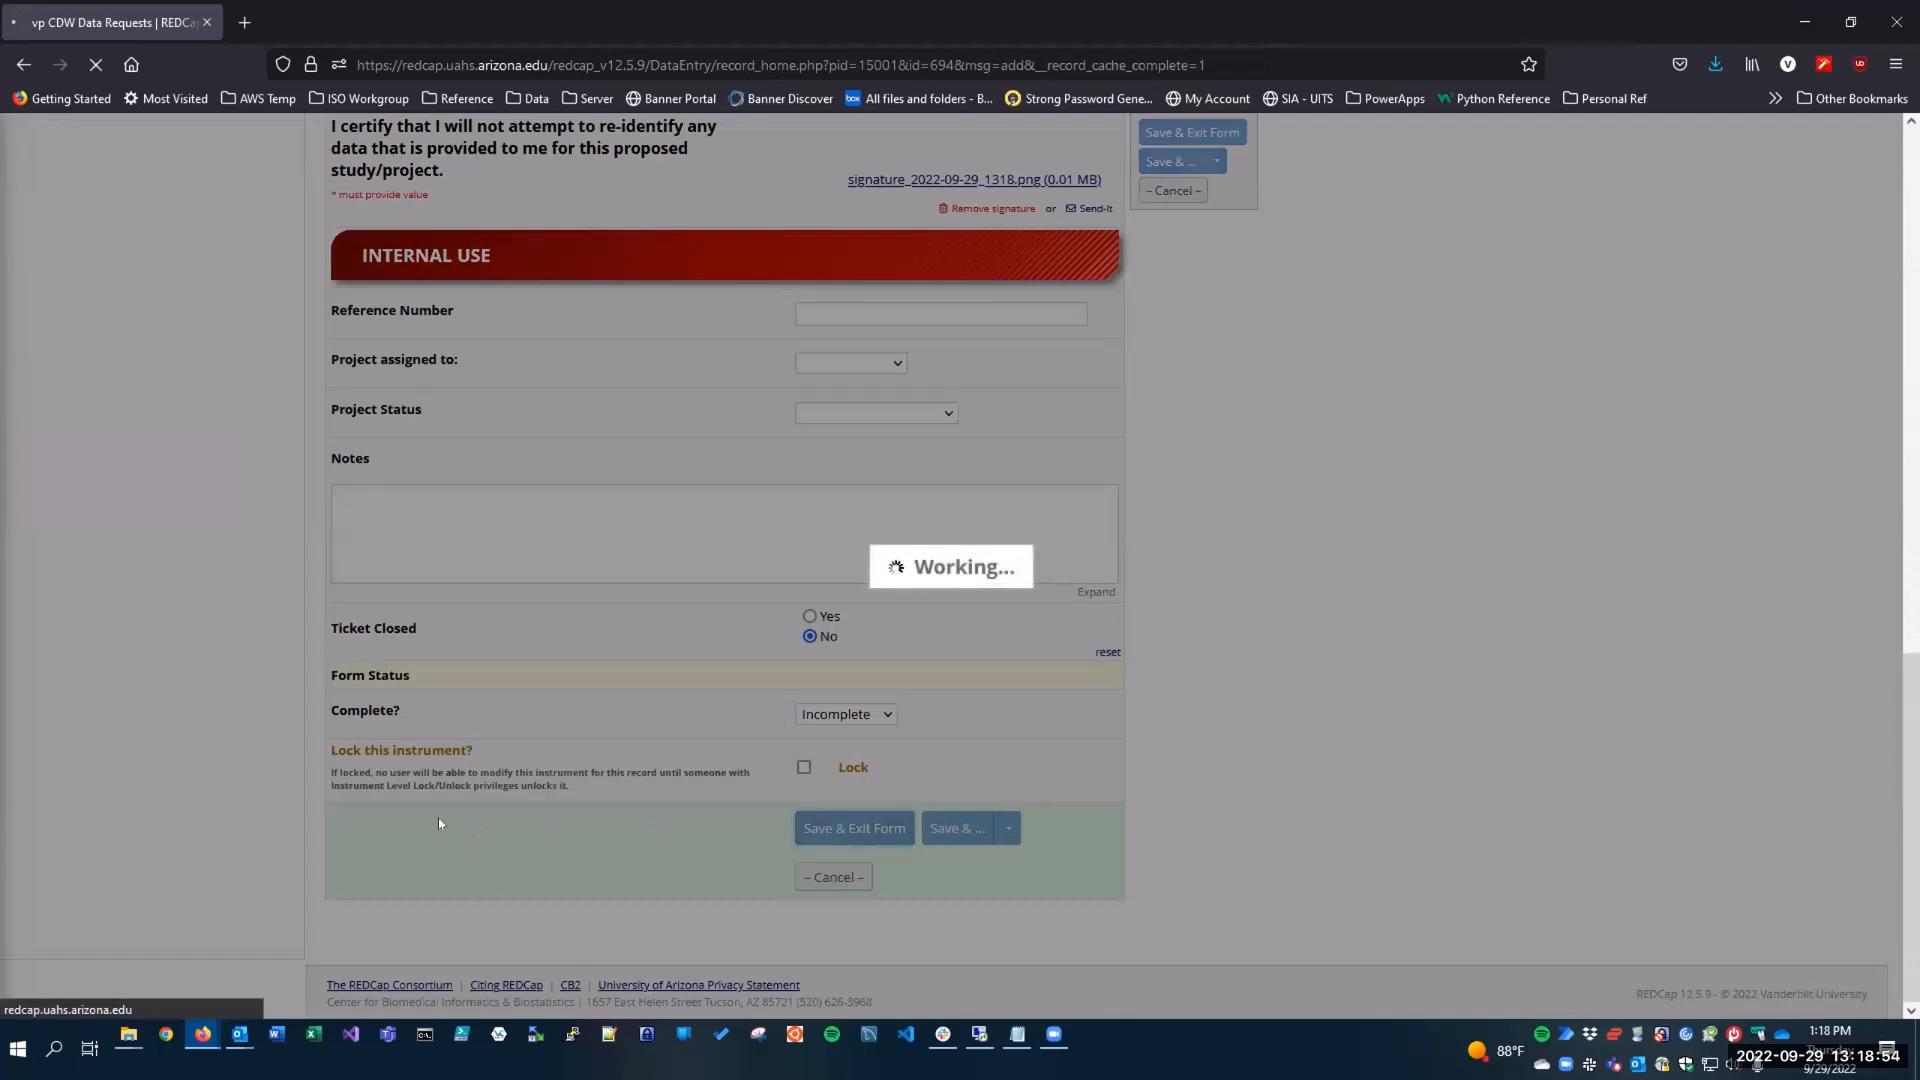 vp CDW Data Requests | REDCa
https://redcap.uahs.arizona.edu/redcap_v12.5.9/DataEntry/record_home.php?pid=15001&id=694&msg=add&__record_cache_complete=1
Getting Started Most Visited AWS Temp ISO Workgroup Reference Data Server Banner Portal Banner Discover All files and folders - B... Strong Password Gene... My Account SIA - UITS PowerApps Python Reference Personal Ref Other Bookmarks
I certify that I will not attempt to re-identify any
data that is provided to me for this proposed
study/project.
* must provide value
signature_2022-09-29_1318.png (0.01 MB)
Remove signature or Send-It
Save & Exit Form
Save & ...
– Cancel –
INTERNAL USE
Reference Number
Project assigned to:
Project Status
Notes
Working...
Expand
Ticket Closed
Yes
No
reset
Form Status
Complete?
Incomplete
Lock this instrument?
If locked, no user will be able to modify this instrument for this record until someone with
Instrument Level Lock/Unlock privileges unlocks it.
Lock
Save & Exit Form Save & ...
– Cancel –
The REDCap Consortium | Citing REDCap | CB2 | University of Arizona Privacy Statement
Center for Biomedical Informatics & Biostatistics | 1657 East Helen Street Tucson, AZ 85721 (520) 626-3968
REDCap 12.5.9 - © 2022 Vanderbilt University
redcap.uahs.arizona.edu
88°F
1:18 PM
Thursday
2022-09-29 13:18:54
9/29/2022